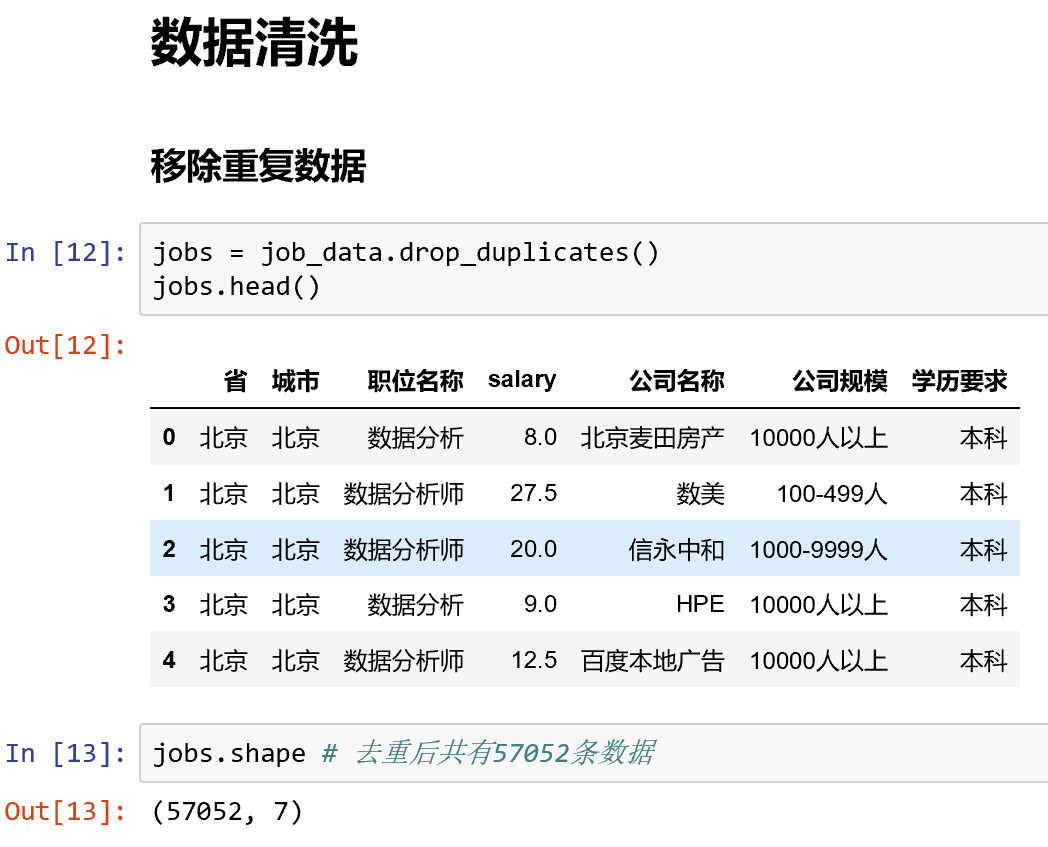 数据清洗
移除重复数据
In [12]: jobs = job_data.drop_duplicates()
jobs.head()
Out[12]:
省 城市 职位名称 salary 公司名称 公司规模 学历要求
0 北京 北京 数据分析 8.0 北京麦田房产 10000人以上 本科
1 北京 北京 数据分析师 27.5 数美 100-499人 本科
2 北京 北京 数据分析师 20.0 信永中和 1000-9999人 本科
3 北京 北京 数据分析 9.0 HPE 10000人以上 本科
4 北京 北京 数据分析师 12.5 百度本地广告 10000人以上 本科
In [13]: jobs.shape # 去重后共有57052条数据
Out[13]: (57052, 7)